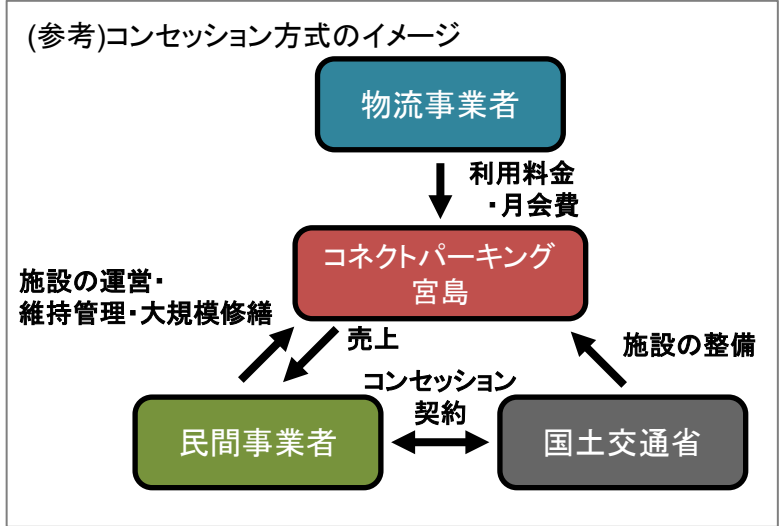 (参考)コンセッション方式のイメージ
物流事業者
利用料金
・月会費
コネクトパーキング
宮島
施設の運営・
維持管理・大規模修繕
売上
施設の整備
コンセッション
契約
民間事業者
国土交通省